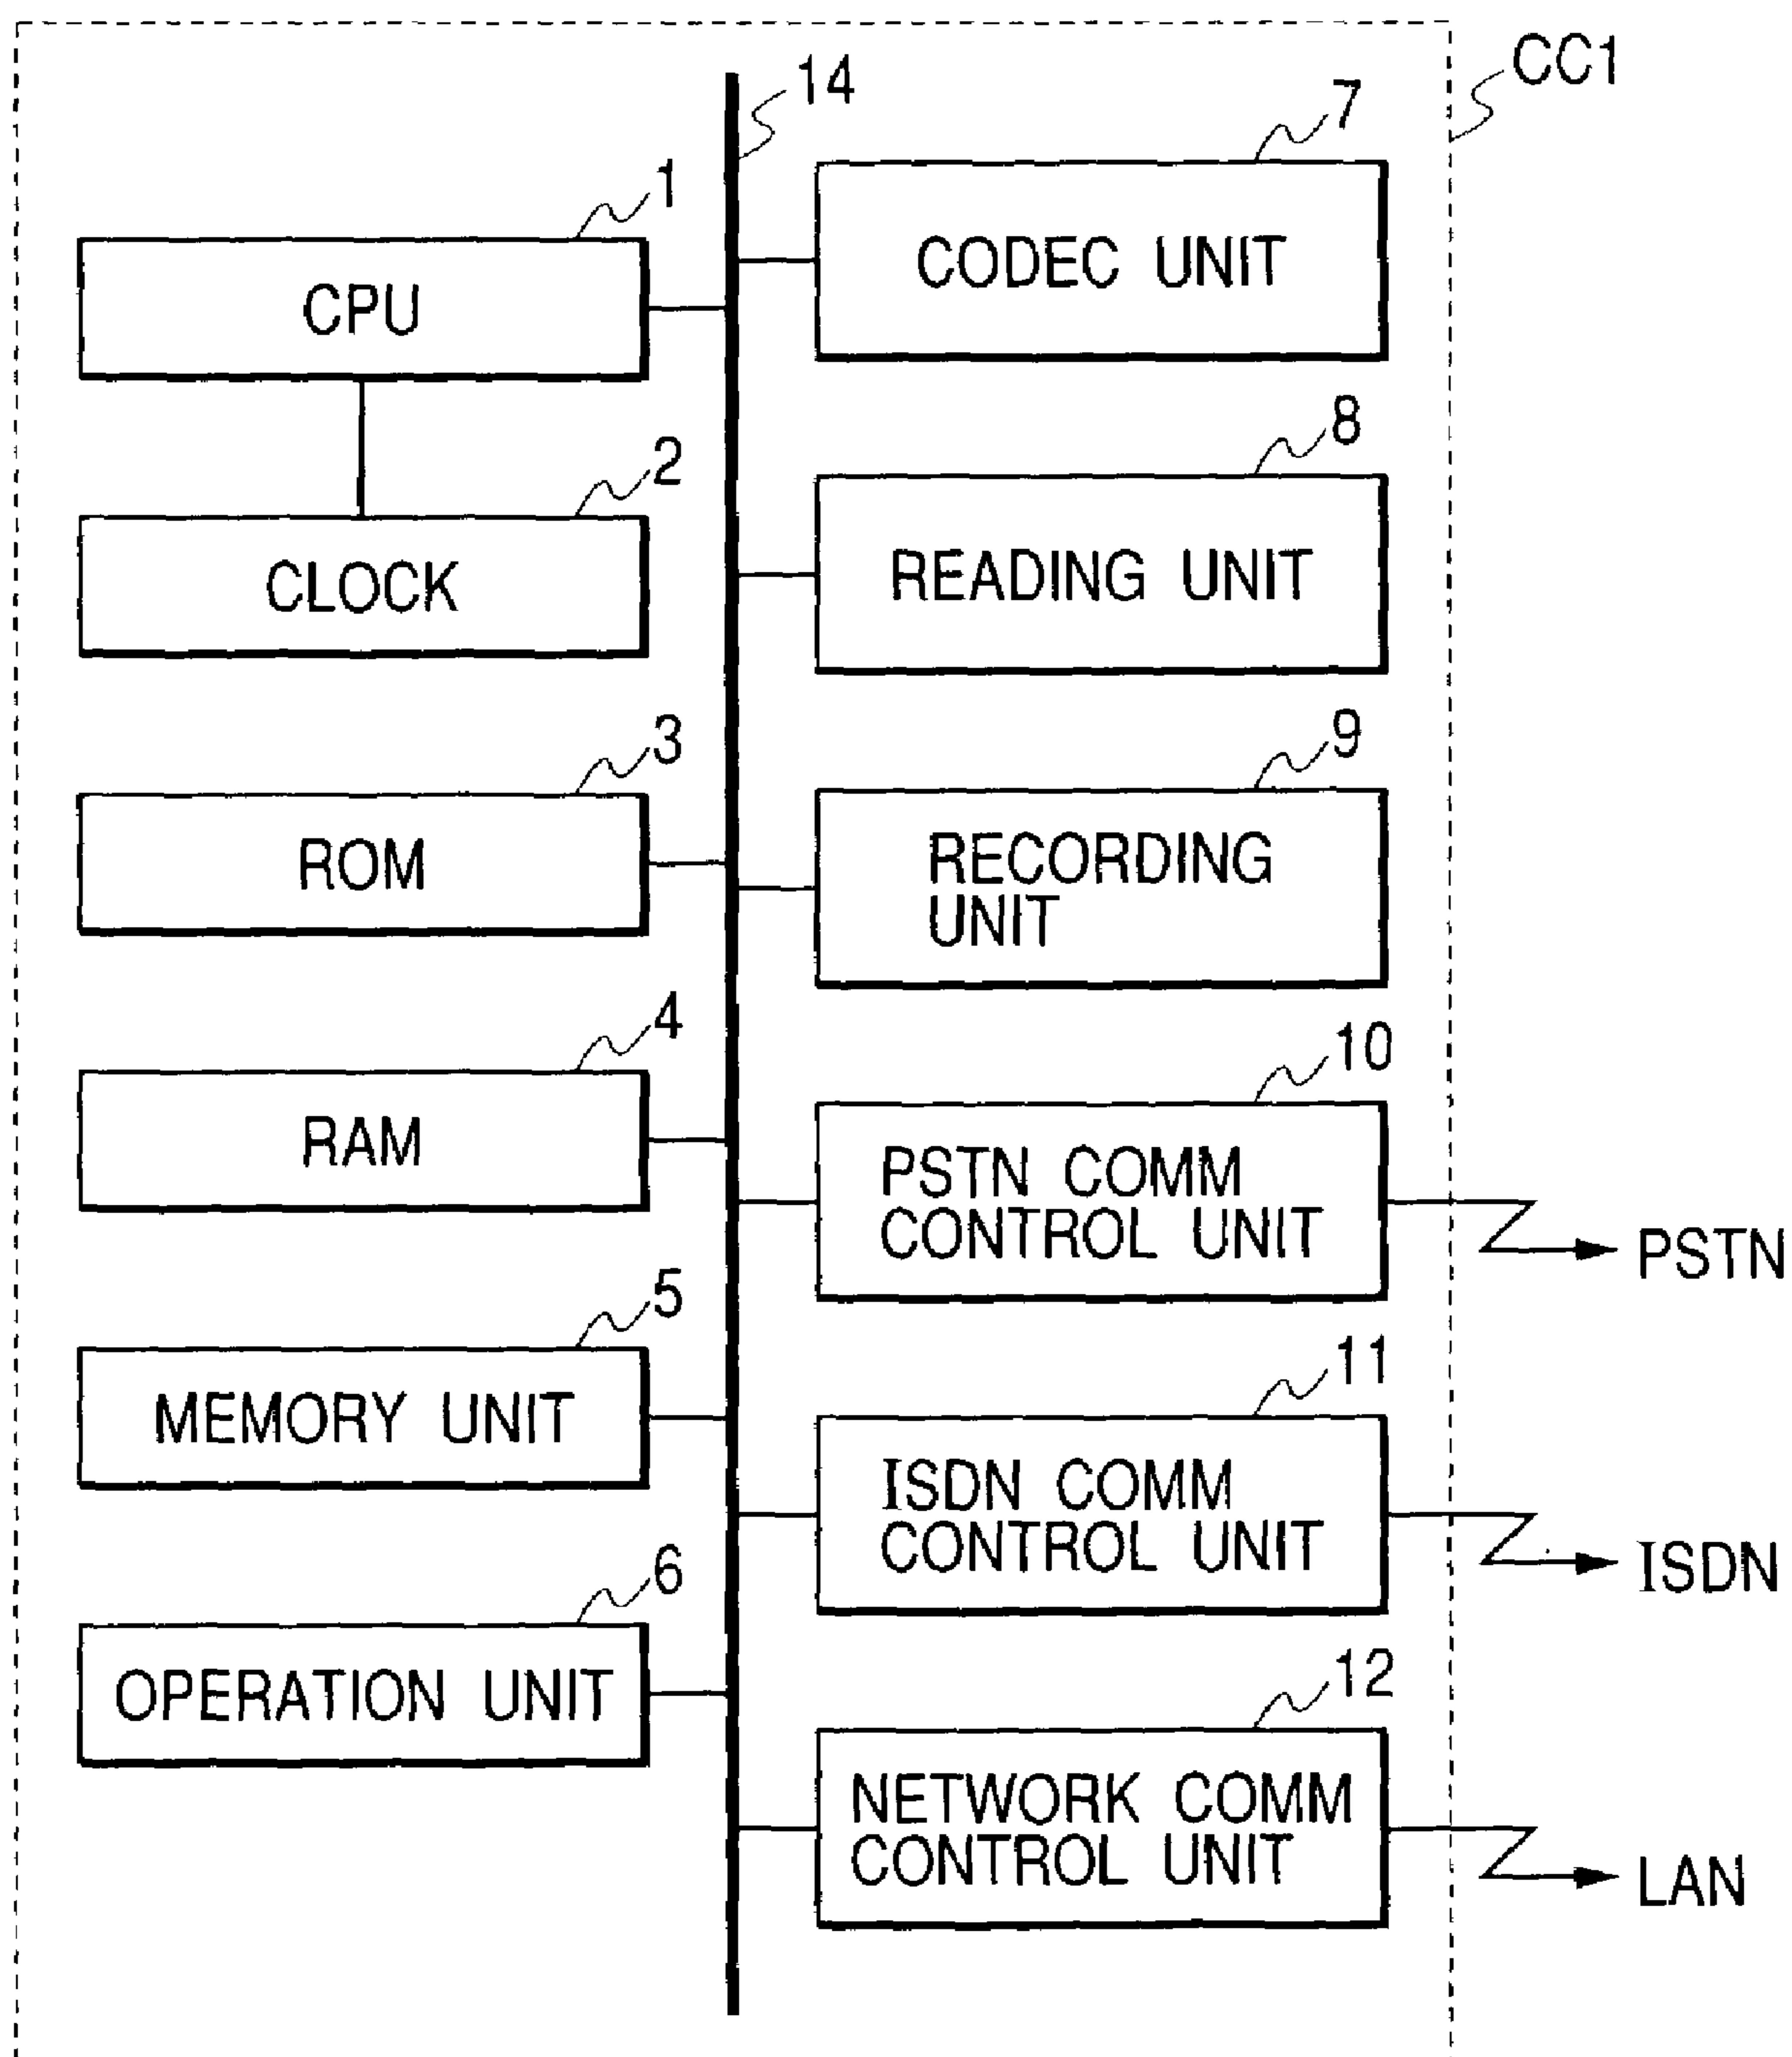 CC1
14
1
CPU
2
CLOCK
3
ROM
4
RAM
5
MEMORY UNIT
6
OPERATION UNIT
7
CODEC UNIT
8
READING UNIT
9
RECORDING
UNIT
10
PSTN COMM
CONTROL UNIT
PSTN
11
ISDN COMM
CONTROL UNIT
ISDN
12
NETWORK COMM
CONTROL UNIT
LAN